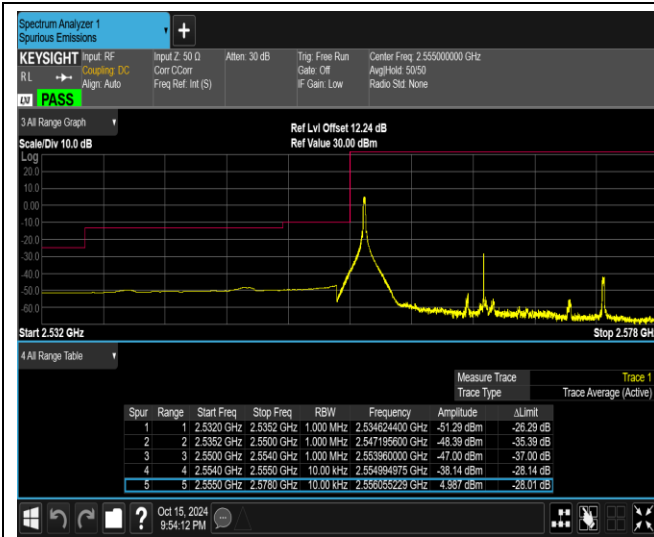 Spectrum Analyzer 1
Spurious Emissions
KEYSIGHT Input: RF Input Z: 50 Ω Atten: 30 dB Trig: Free Run Center Freq: 2.555000000 GHz
R L Coupling: DC Corr CCorr Gate: Off Avg|Hold: 50/50
Align: Auto Freq Ref: Int (S) IF Gain: Low Radio Std: None
LXI PASS
3 All Range Graph
Ref Lvl Offset 12.24 dB
Scale/Div 10.0 dB Ref Value 30.00 dBm
Log
20.0
10.0
0.00
-10.0
-20.0
-30.0
-40.0
-50.0
-60.0
Start 2.532 GHz Stop 2.578 GH
4 All Range Table
Measure Trace Trace 1
Trace Type Trace Average (Active)
Spur Range Start Freq Stop Freq RBW Frequency Amplitude ΔLimit
1 1 2.5320 GHz 2.5352 GHz 1.000 MHz 2.534624400 GHz -51.29 dBm -26.29 dB
2 2 2.5352 GHz 2.5500 GHz 1.000 MHz 2.547195600 GHz -48.39 dBm -35.39 dB
3 3 2.5500 GHz 2.5540 GHz 1.000 MHz 2.553960000 GHz -47.00 dBm -37.00 dB
4 4 2.5540 GHz 2.5550 GHz 10.00 kHz 2.554994975 GHz -38.14 dBm -28.14 dB
5 5 2.5550 GHz 2.5780 GHz 10.00 kHz 2.556055229 GHz 4.987 dBm -28.01 dB
? Oct 15, 2024
9:54:12 PM